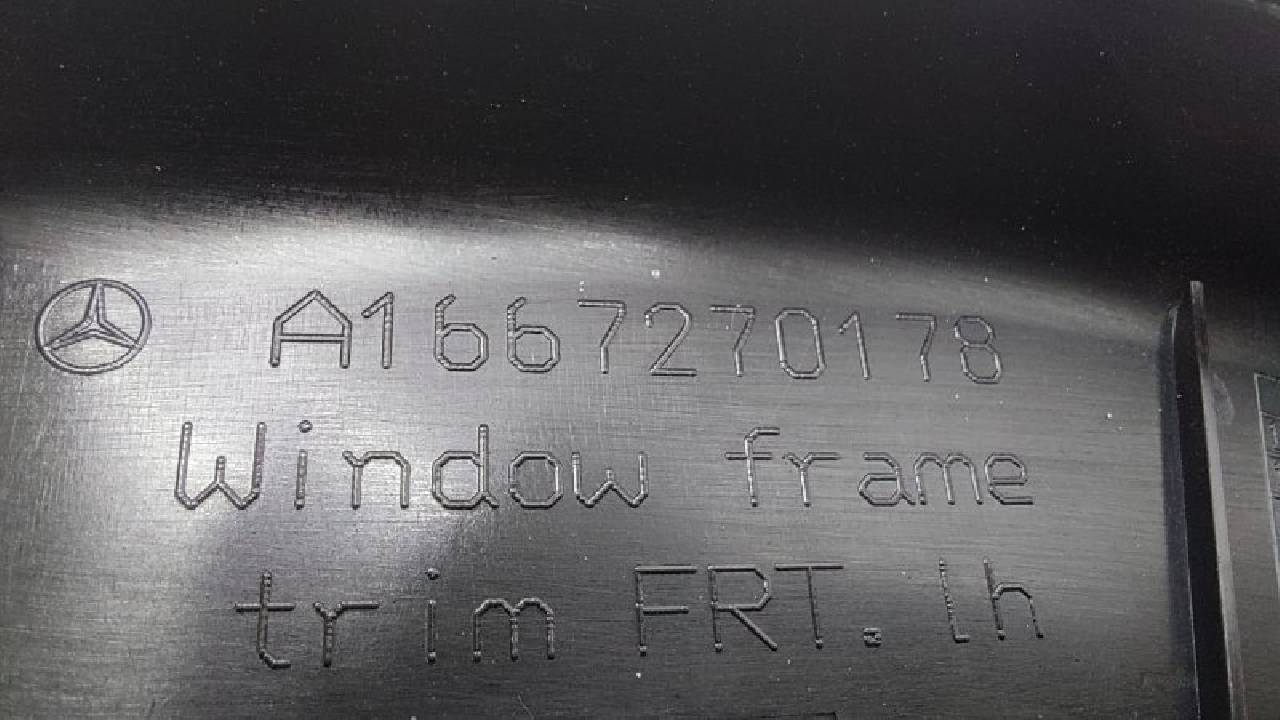 A1667270178
Window frame
trim FRT. lh